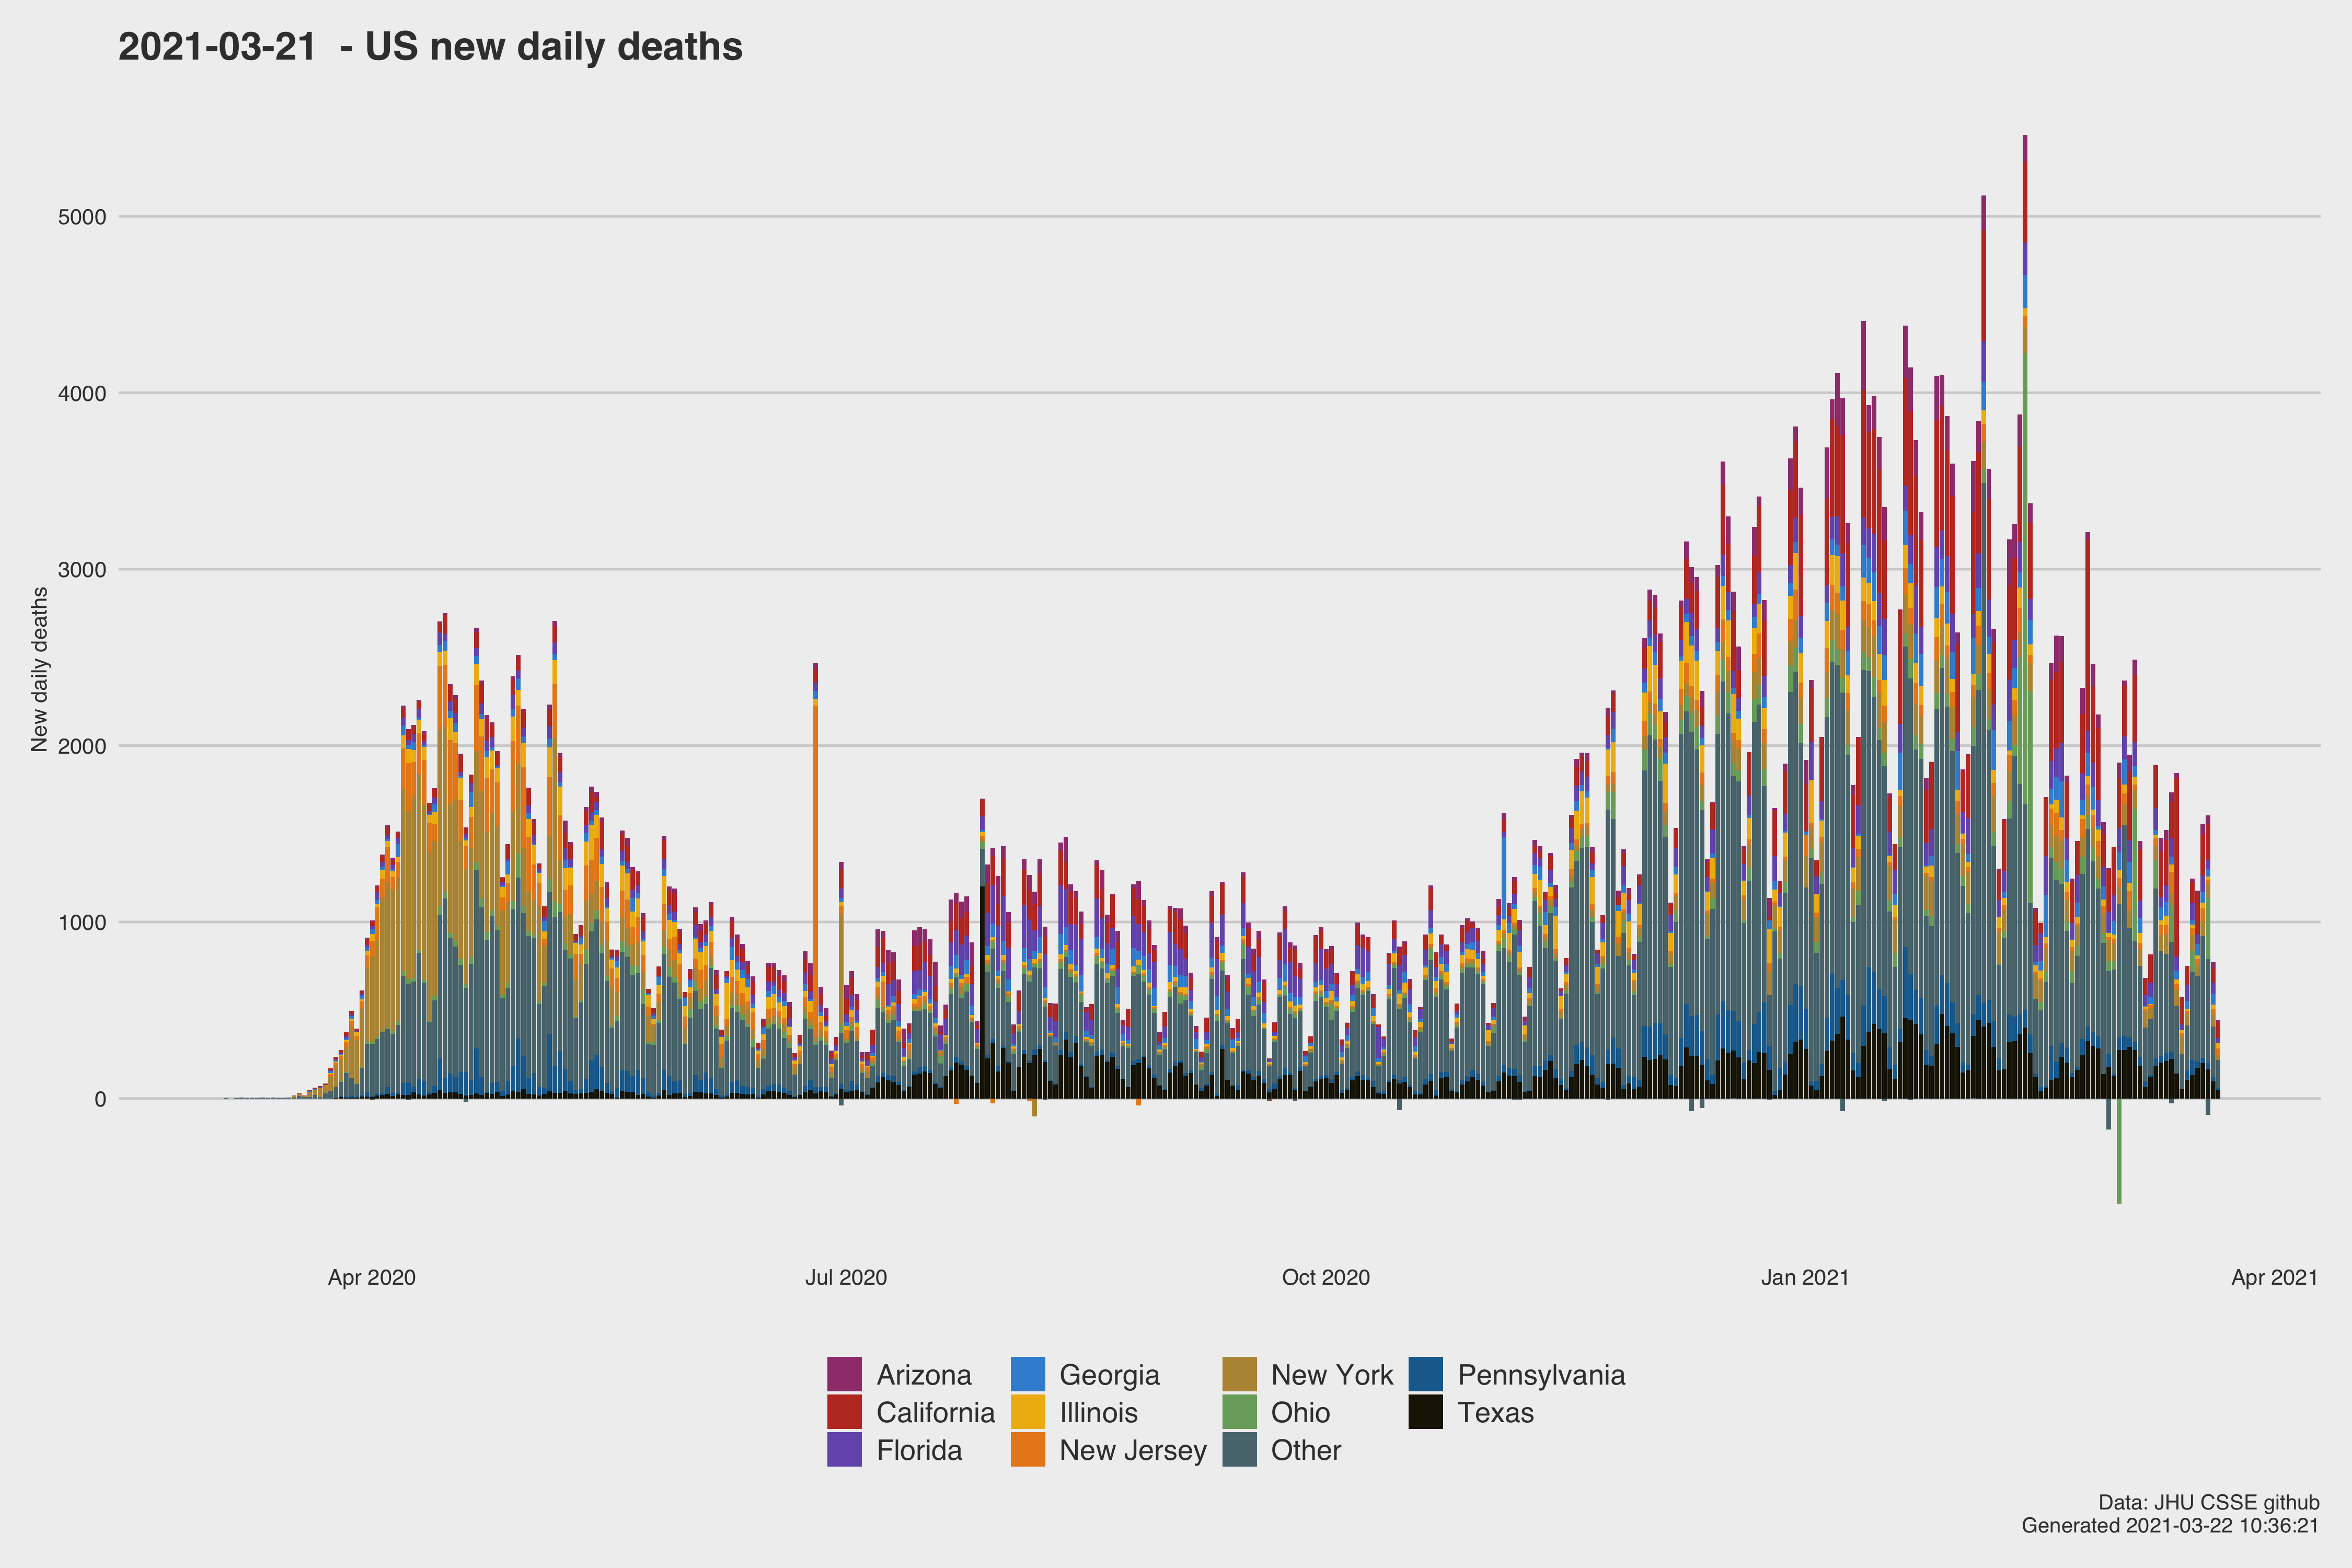 2021-03-21 - US new daily deaths
5000
4000
3000
2000
1000
0
New daily deaths
Apr 2020 Jul 2020 Oct 2020 Jan 2021 Apr 2021
Arizona Georgia New York Pennsylvania
California Illinois Ohio Texas
Florida New Jersey Other
Data: JHU CSSE github
Generated 2021-03-22 10:36:21